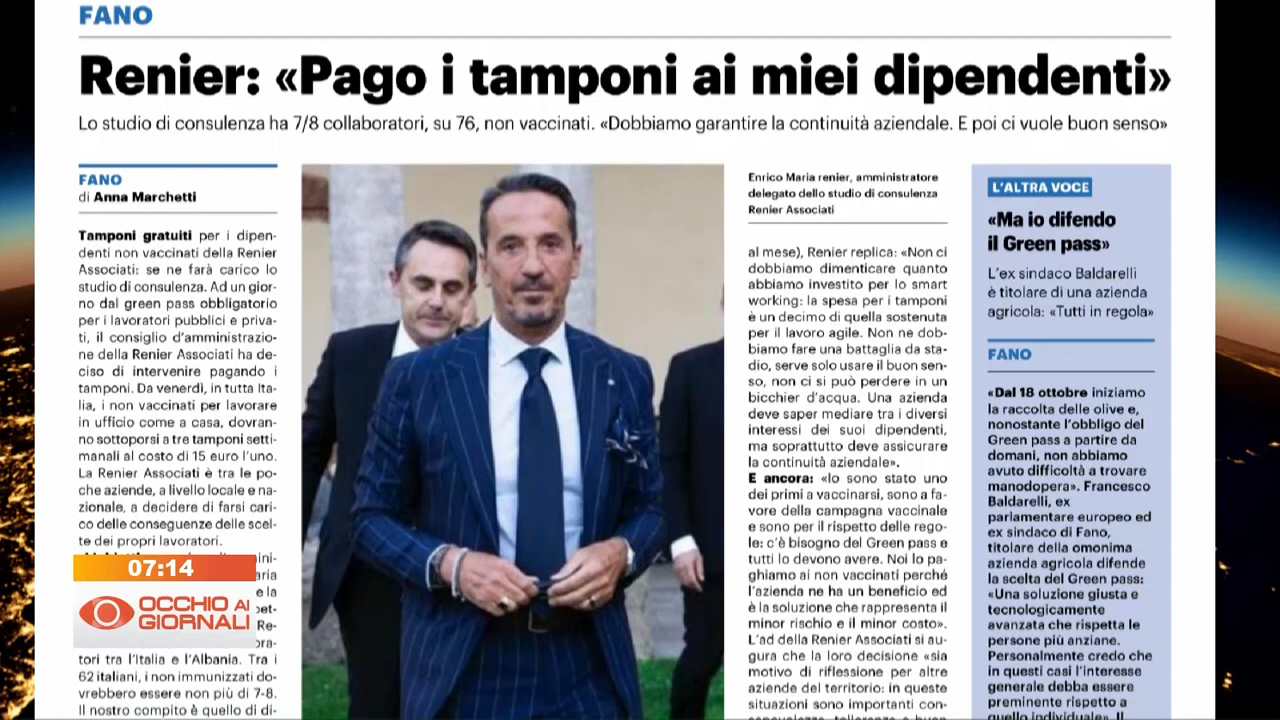 FANO
Renier: «Pago i tamponi ai miei dipendenti»
Lo studio di consulenza ha 7/8 collaboratori, su 76, non vaccinati. «Dobbiamo garantire la continuità aziendale. E poi ci vuole buon senso»
FANO
di Anna Marchetti
Tamponi gratuiti per i dipen-
denti non vaccinati della Renier
Associati: se ne farà carico lo
studio di consulenza. Ad un gior-
no dal green pass obbligatorio
per i lavoratori pubblici e priva-
ti, il consiglio d'amministrazio-
ne della Renier Associati ha de-
ciso di intervenire pagando i
tamponi. Da venerdì, in tutta Ita-
lia, i non vaccinati per lavorare
in ufficio come a casa, dovran-
no sottoporsi a tre tamponi setti-
manali al costo di 15 euro l'uno.
La Renier Associati è tra le po-
che aziende, a livello locale e na-
zionale, a decidere di farsi cari-
co delle conseguenze delle scel-
te dei propri lavoratori.
07:14
OCCHIO AI
GIORNALI
tori tra l'Italia e l'Albania. Tra i
62 italiani, i non immunizzati do-
vrebbero essere non più di 7-8.
Il nostro compito è quello di di-
Enrico Maria renier, amministratore
delegato dello studio di consulenza
Renier Associati
al mese), Renier replica: «Non ci
dobbiamo dimenticare quanto
abbiamo investito per lo smart
working: la spesa per i tamponi
è un decimo di quella sostenuta
per il lavoro agile. Non ne dob-
biamo fare una battaglia da sta-
dio, serve solo usare il buon sen-
so, non ci si può perdere in un
bicchier d'acqua. Una azienda
deve saper mediare tra i diversi
interessi dei suoi dipendenti,
ma soprattutto deve assicurare
la continuità aziendale».
E ancora: «Io sono stato uno
dei primi a vaccinarsi, sono a fa-
vore della campagna vaccinale
e sono per il rispetto delle rego-
le: c'è bisogno del Green pass e
tutti lo devono avere. Noi lo pa-
ghiamo ai non vaccinati perché
l'azienda ne ha un beneficio ed
è la soluzione che rappresenta il
minor rischio e il minor costo».
L'ad della Renier Associati si au-
gura che la loro decisione «sia
motivo di riflessione per altre
aziende del territorio: in queste
situazioni sono importanti con-
L'ALTRA VOCE
«Ma io difendo
il Green pass»
L'ex sindaco Baldarelli
è titolare di una azienda
agricola: «Tutti in regola»
FANO
«Dal 18 ottobre iniziamo
la raccolta delle olive e,
nonostante l'obbligo del
Green pass a partire da
domani, non abbiamo
avuto difficoltà a trovare
manodopera». Francesco
Baldarelli, ex
parlamentare europeo ed
ex sindaco di Fano,
titolare della omonima
azienda agricola difende
la scelta del Green pass:
«Una soluzione giusta e
tecnologicamente
avanzata che rispetta le
persone più anziane.
Personalmente credo che
in questi casi l'interesse
generale debba essere
preminente rispetto a
quello individuale». Il